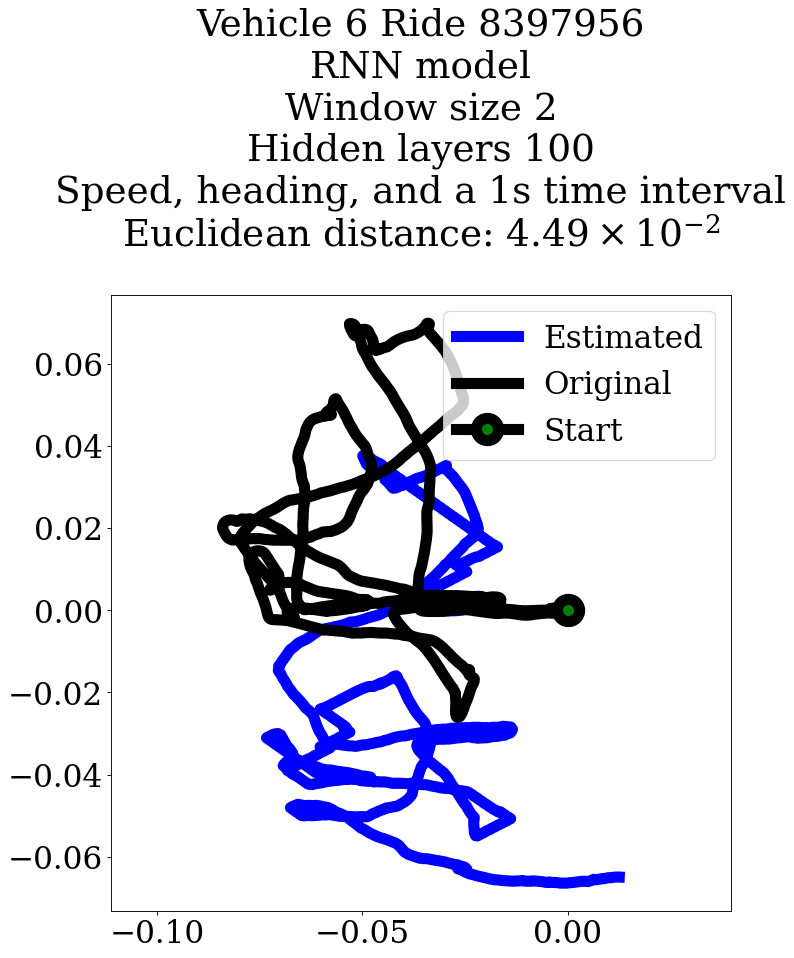 Vehicle 6 Ride 8397956
RNN model
Window size 2
Hidden layers 100
Speed, heading, and a 1s time interval
Euclidean distance: 4.49 × 10⁻²
Estimated
Original
Start
0.06
0.04
0.02
0.00
−0.02
−0.04
−0.06
−0.10
−0.05
0.00